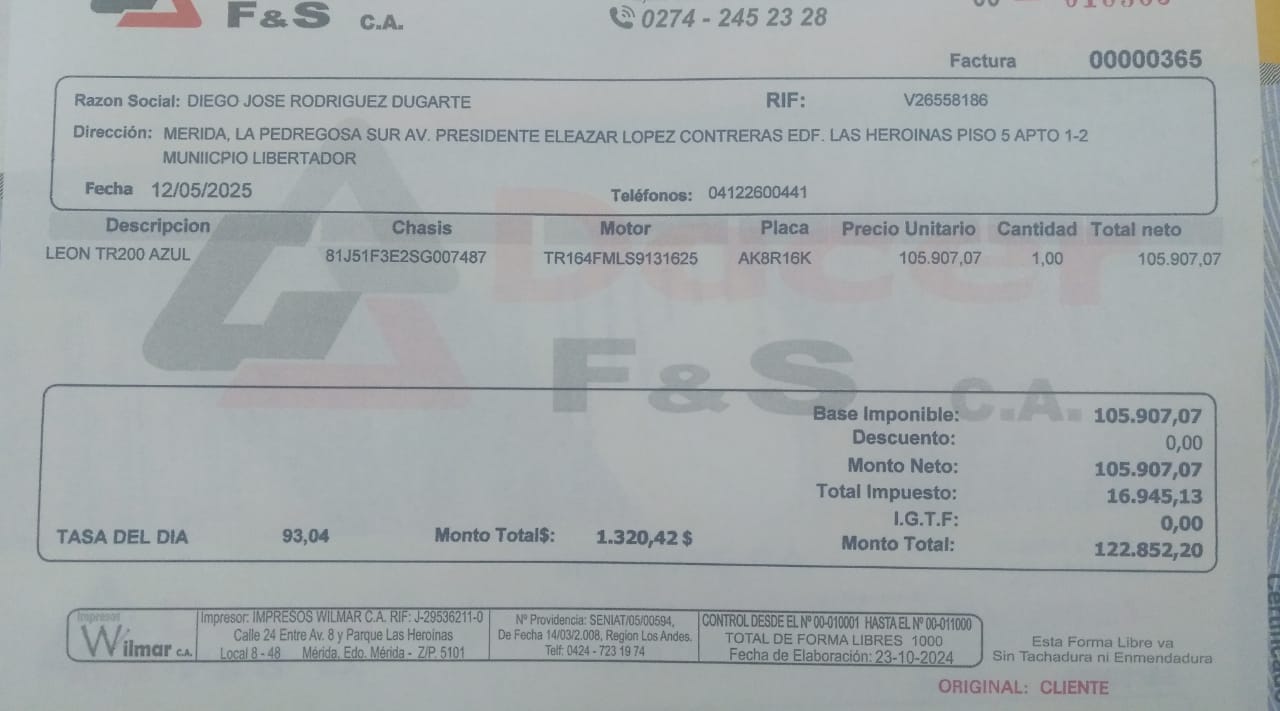 F&S C.A.
0274 - 245 23 28
Factura 00000365
Razon Social: DIEGO JOSE RODRIGUEZ DUGARTE RIF: V26558186
Dirección: MERIDA, LA PEDREGOSA SUR AV. PRESIDENTE ELEAZAR LOPEZ CONTRERAS EDF. LAS HEROINAS PISO 5 APTO 1-2
MUNIICPIO LIBERTADOR
Fecha 12/05/2025 Teléfonos: 04122600441
Descripcion Chasis Motor Placa Precio Unitario Cantidad Total neto
LEON TR200 AZUL 81J51F3E2SG007487 TR164FMLS9131625 AK8R16K 105.907,07 1,00 105.907,07
Dacer
F&S C.A.
Base Imponible: 105.907,07
Descuento: 0,00
Monto Neto: 105.907,07
Total Impuesto: 16.945,13
I.G.T.F: 0,00
TASA DEL DIA 93,04 Monto Total$: 1.320,42 $ Monto Total: 122.852,20
Impresos
Wilmar C.A.
Impresor: IMPRESOS WILMAR C.A. RIF: J-29536211-0
Calle 24 Entre Av. 8 y Parque Las Heroínas
Local 8 - 48 Mérida, Edo. Mérida - Z/P. 5101
Nº Providencia: SENIAT/05/00594,
De Fecha 14/03/2.008, Region Los Andes.
Telf: 0424 - 723 19 74
CONTROL DESDE EL Nº 00-010001 HASTA EL Nº 00-011000
TOTAL DE FORMA LIBRES 1000
Fecha de Elaboración: 23-10-2024
Esta Forma Libre va
Sin Tachadura ni Enmendadura
ORIGINAL: CLIENTE